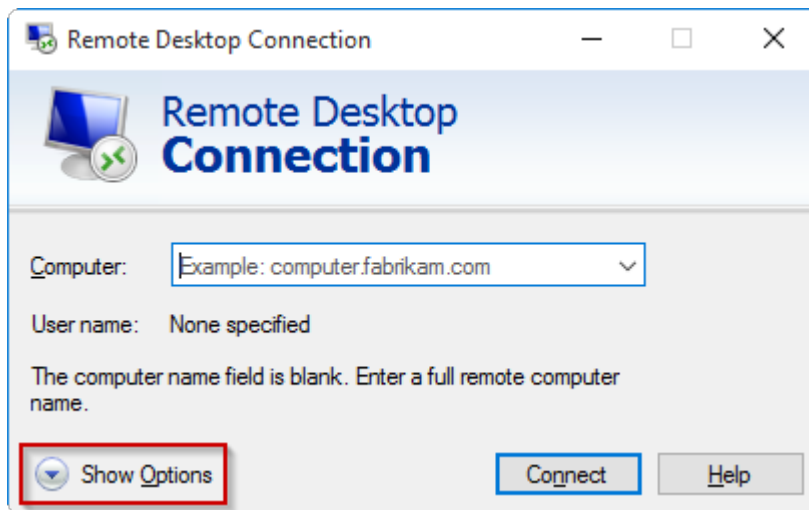 Remote Desktop Connection
Remote Desktop
Connection
Computer: Example: computer.fabrikam.com
User name: None specified
The computer name field is blank. Enter a full remote computer
name.
Show Options Connect Help